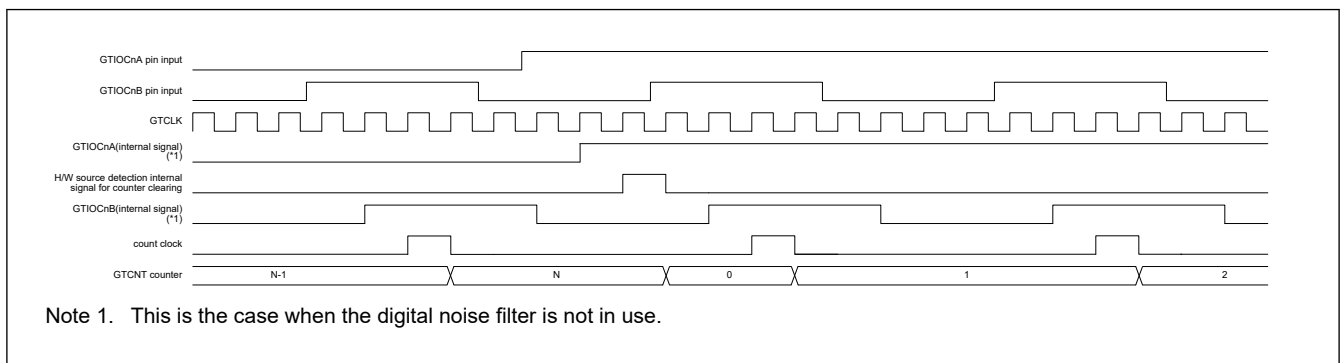 GTIOCnA pin input
GTIOCnB pin input
GTCLK
GTIOCnA(internal signal)
(*1)
H/W source detection internal
signal for counter clearing
GTIOCnB(internal signal)
(*1)
count clock
GTCNT counter N-1 N 0 1 2
Note 1. This is the case when the digital noise filter is not in use.